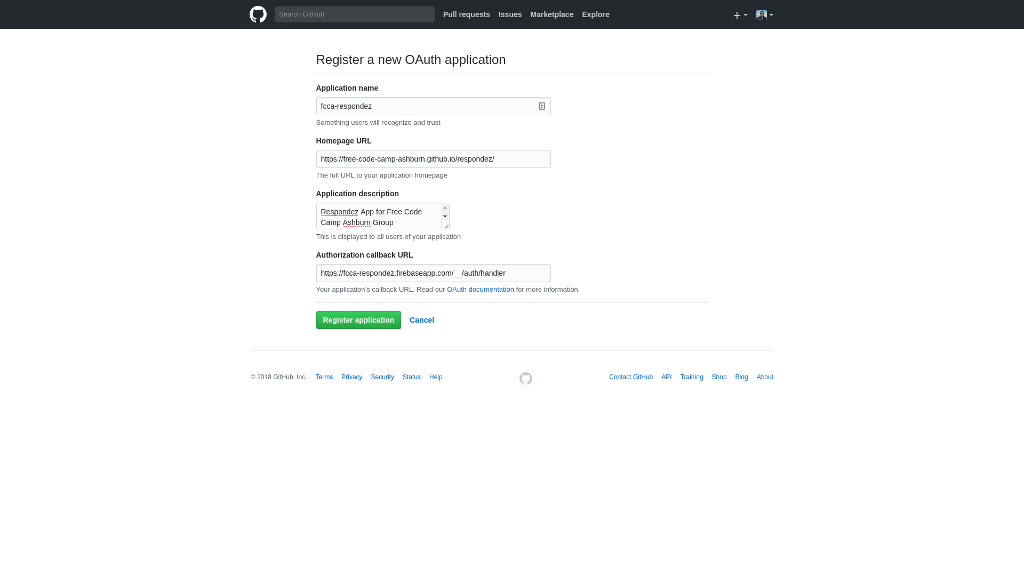 Search GitHub Pull requests Issues Marketplace Explore
Register a new OAuth application
Application name
fcca-respondez
Something users will recognize and trust
Homepage URL
https://free-code-camp-ashburn.github.io/respondez/
The full URL to your application homepage
Application description
Respondez App for Free Code
Camp Ashburn Group
This is displayed to all users of your application
Authorization callback URL
https://fcca-respondez.firebaseapp.com/__/auth/handler
Your application's callback URL. Read our OAuth documentation for more information.
Register application Cancel
© 2018 GitHub, Inc. Terms Privacy Security Status Help Contact GitHub API Training Shop Blog About